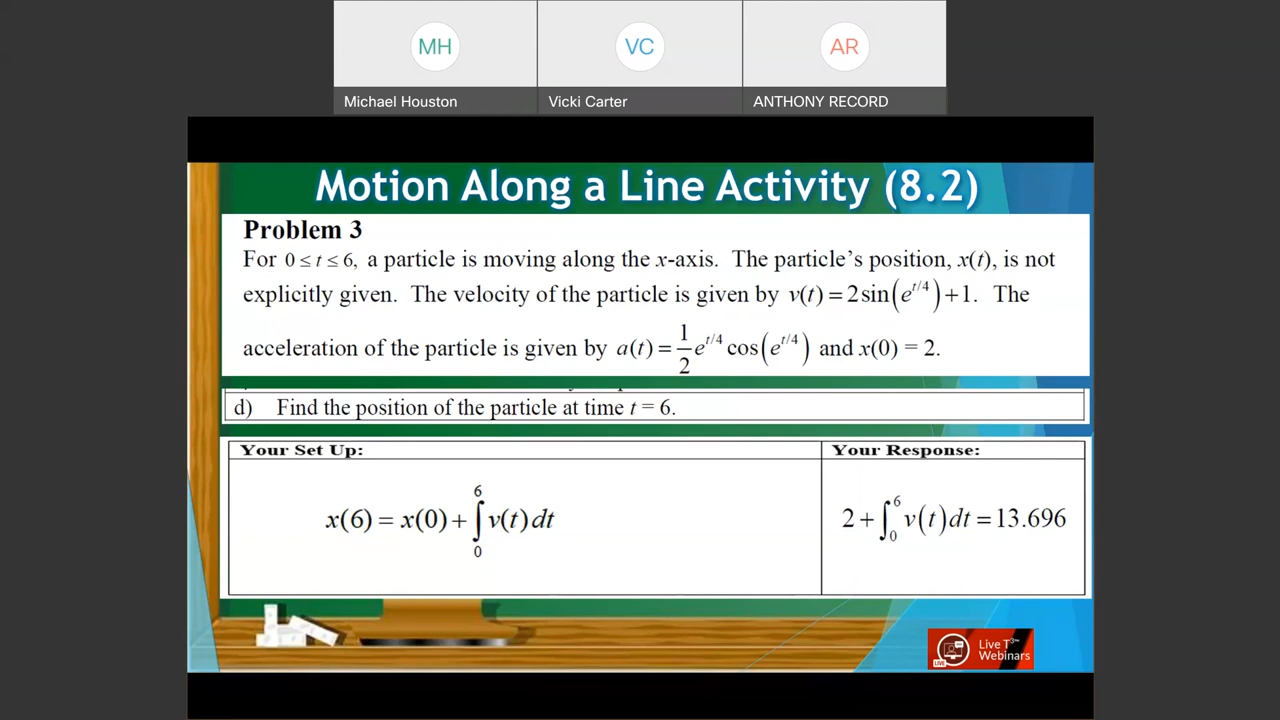 MH
VC
AR
Michael Houston
Vicki Carter
ANTHONY RECORD
Motion Along a Line Activity (8.2)
Problem 3
For 0 ≤ t ≤ 6, a particle is moving along the x-axis. The particle's position, x(t), is not
explicitly given. The velocity of the particle is given by v(t) = 2sin(e^{t/4}) + 1. The
acceleration of the particle is given by a(t) = 1/2 e^{t/4} cos(e^{t/4}) and x(0) = 2.
d) Find the position of the particle at time t = 6.
Your Set Up:
Your Response:
x(6) = x(0) + ∫₀⁶ v(t) dt
2 + ∫₀⁶ v(t) dt = 13.696
Live T³™
Webinars
LIVE